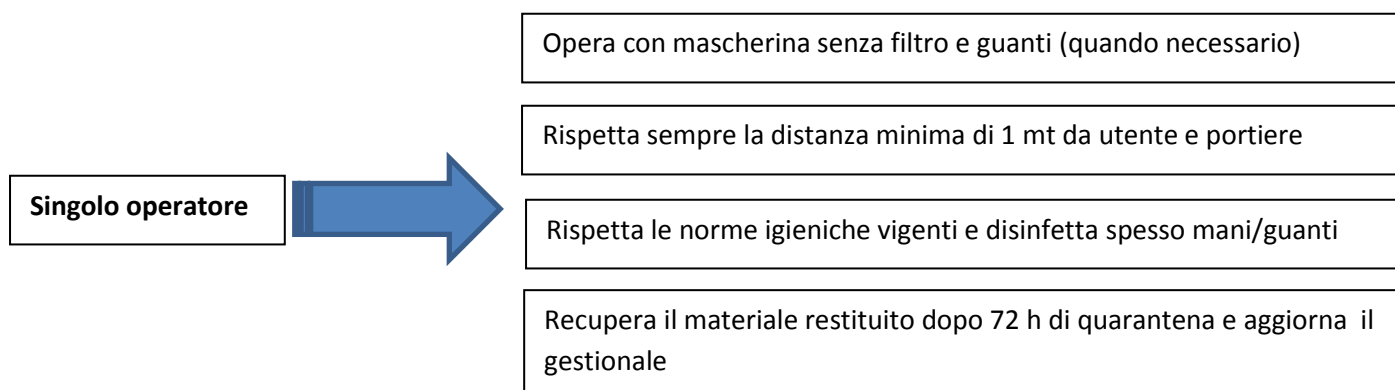 Opera con mascherina senza filtro e guanti (quando necessario)
Rispetta sempre la distanza minima di 1 mt da utente e portiere
Singolo operatore
Rispetta le norme igieniche vigenti e disinfetta spesso mani/guanti
Recupera il materiale restituito dopo 72 h di quarantena e aggiorna  il
gestionale